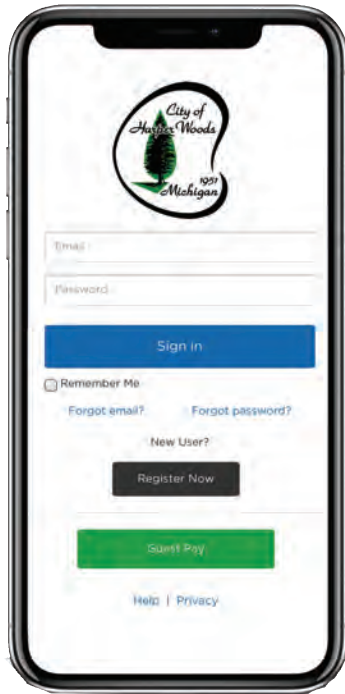 City of
Harper Woods
1951
Michigan
Email
Password
Sign in
Remember Me
Forgot email? Forgot password?
New User?
Register Now
Guest Pay
Help | Privacy